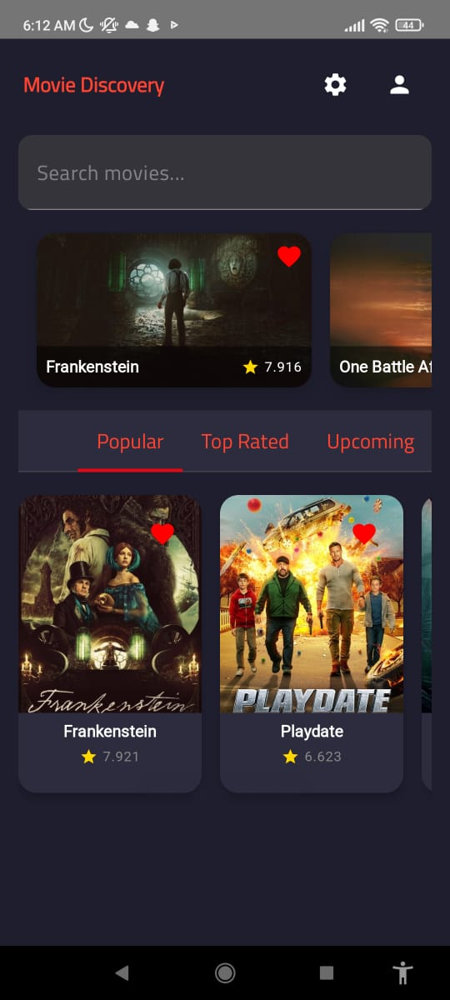 6:12 AM
44
Movie Discovery
Search movies...
Frankenstein
7.916
One Battle Af
Popular
Top Rated
Upcoming
Frankenstein
PLAYDATE
Frankenstein
7.921
Playdate
6.623